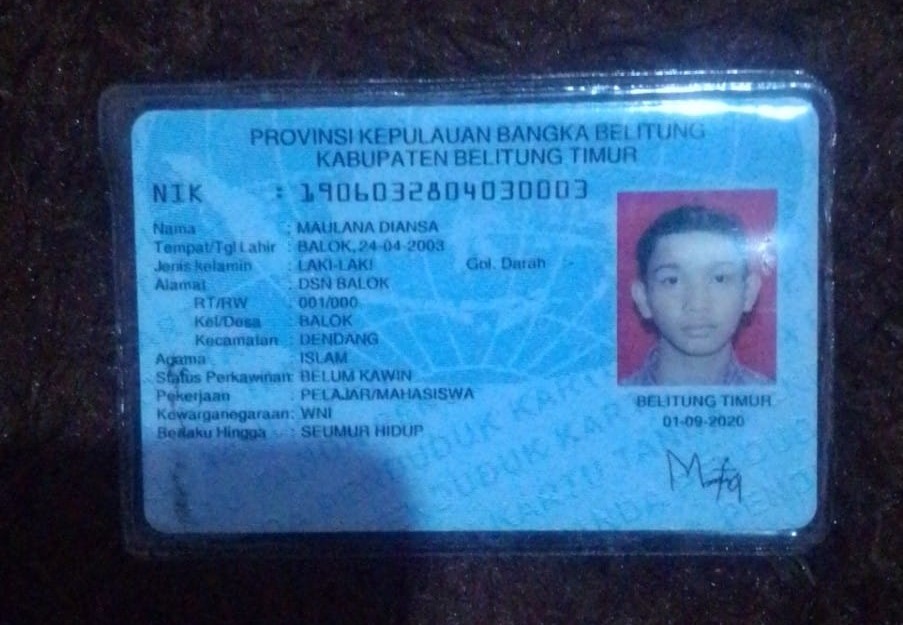 PROVINSI KEPULAUAN BANGKA BELITUNG
KABUPATEN BELITUNG TIMUR
NIK : 1906032804030003
Nama : MAULANA DIANSA
Tempat/Tgl Lahir : BALOK, 24-04-2003
Jenis kelamin : LAKI-LAKI Gol. Darah : -
Alamat : DSN BALOK
RT/RW : 001/000
Kel/Desa : BALOK
Kecamatan : DENDANG
Agama : ISLAM
Status Perkawinan: BELUM KAWIN
Pekerjaan : PELAJAR/MAHASISWA
Kewarganegaraan: WNI
Berlaku Hingga : SEUMUR HIDUP
BELITUNG TIMUR
01-09-2020